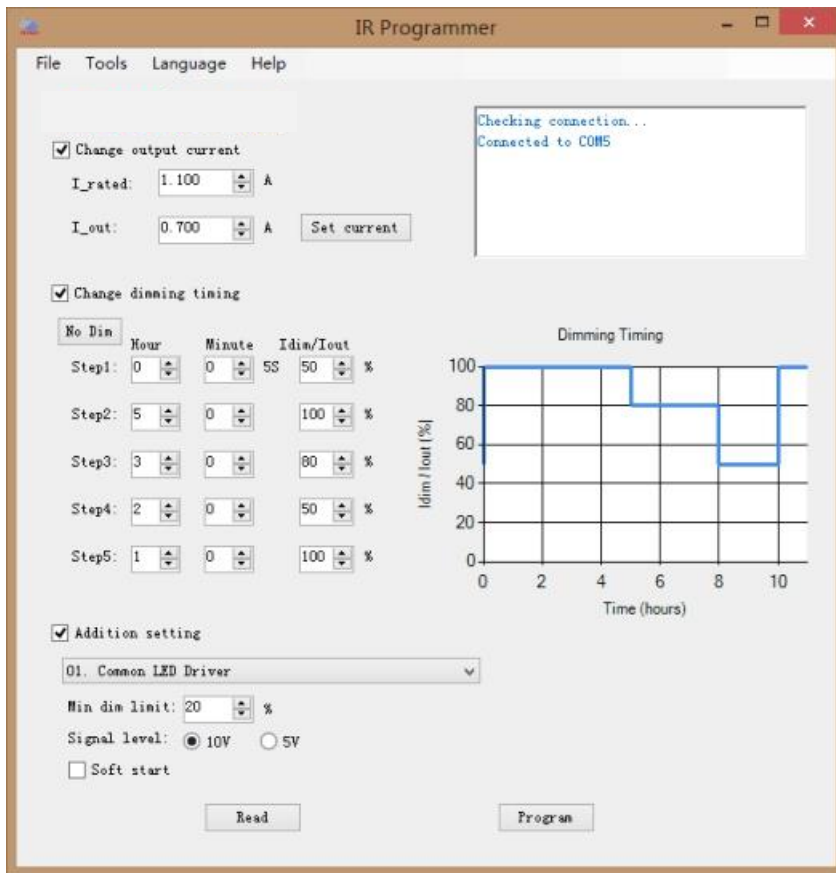 IR Programmer
File Tools Language Help
Checking connection...
Connected to COM5
Change output current
I_rated: 1.100 A
I_out: 0.700 A Set current
Change dimming timing
No Dim
Hour Minute Idim/Iout
Step1: 0 0 5S 50 %
Step2: 5 0 100 %
Step3: 3 0 80 %
Step4: 2 0 50 %
Step5: 1 0 100 %
Dimming Timing
Idim / Iout (%)
100
80
60
40
20
0
0 2 4 6 8 10
Time (hours)
Addition setting
01. Common LED Driver
Min dim limit: 20 %
Signal level: 10V 5V
Soft start
Read Program